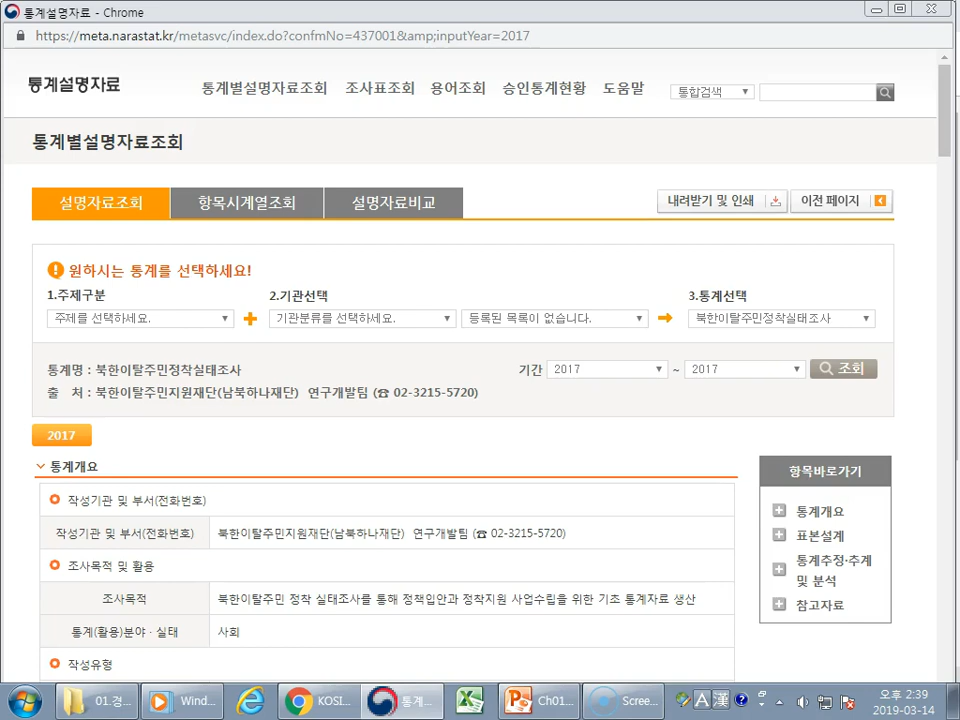 통계설명자료 - Chrome
https://meta.narastat.kr/metasvc/index.do?confmNo=437001&amp;inputYear=2017
통계설명자료 통계별설명자료조회 조사표조회 용어조회 승인통계현황 도움말 통합검색
통계별설명자료조회
설명자료조회 항목시계열조회 설명자료비교 내려받기 및 인쇄 이전 페이지
원하시는 통계를 선택하세요!
1.주제구분 2.기관선택 3.통계선택
주제를 선택하세요. 기관분류를 선택하세요. 등록된 목록이 없습니다. 북한이탈주민정착실태조사
통계명 : 북한이탈주민정착실태조사 기간 2017 ~ 2017 조회
출 처 : 북한이탈주민지원재단(남북하나재단) 연구개발팀 (☎ 02-3215-5720)
2017
통계개요
작성기관 및 부서(전화번호)
작성기관 및 부서(전화번호) 북한이탈주민지원재단(남북하나재단) 연구개발팀 (☎ 02-3215-5720)
조사목적 및 활용
조사목적 북한이탈주민 정착 실태조사를 통해 정책입안과 정착지원 사업수립을 위한 기초 통계자료 생산
통계(활용)분야 · 실태 사회
작성유형
항목바로가기
통계개요
표본설계
통계추정·추계
및 분석
참고자료
01.경... Wind... KOSI... 통계... Ch01... Scree... A 漢 오후 2:39
2019-03-14